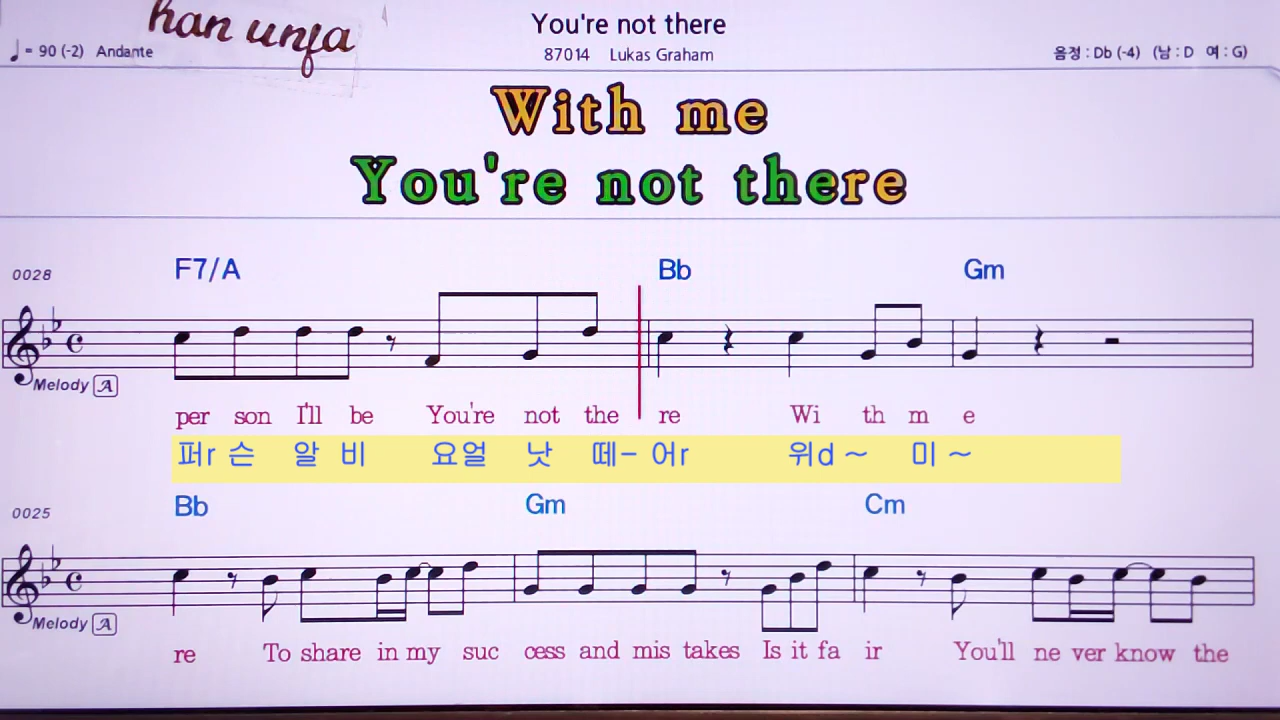 han unfa
You're not there
♩= 90 (-2) Andante
87014 Lukas Graham
음정 : Db (-4) (남 : D 여 : G)
With me
You're not there
0028
F7/A Bb Gm
Melody A
per son I'll be You're not the re Wi th m e
퍼r 슨 알 비 요얼 낫 떼- 어r 위d ~ 미 ~
0025
Bb Gm Cm
Melody A
re To share in my suc cess and mis takes Is it fa ir You'll ne ver know the